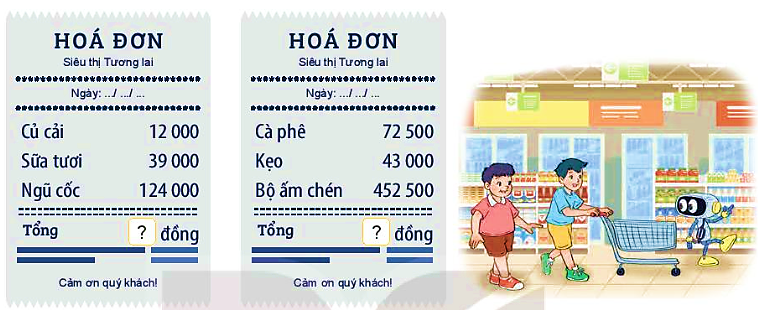 HOÁ ĐƠN
Siêu thị Tương lai
Ngày: .../ .../ ...
Củ cải 12 000
Sữa tươi 39 000
Ngũ cốc 124 000
Tổng ? đồng
Cảm ơn quý khách!
HOÁ ĐƠN
Siêu thị Tương lai
Ngày: .../ .../ ...
Cà phê 72 500
Kẹo 43 000
Bộ ấm chén 452 500
Tổng ? đồng
Cảm ơn quý khách!